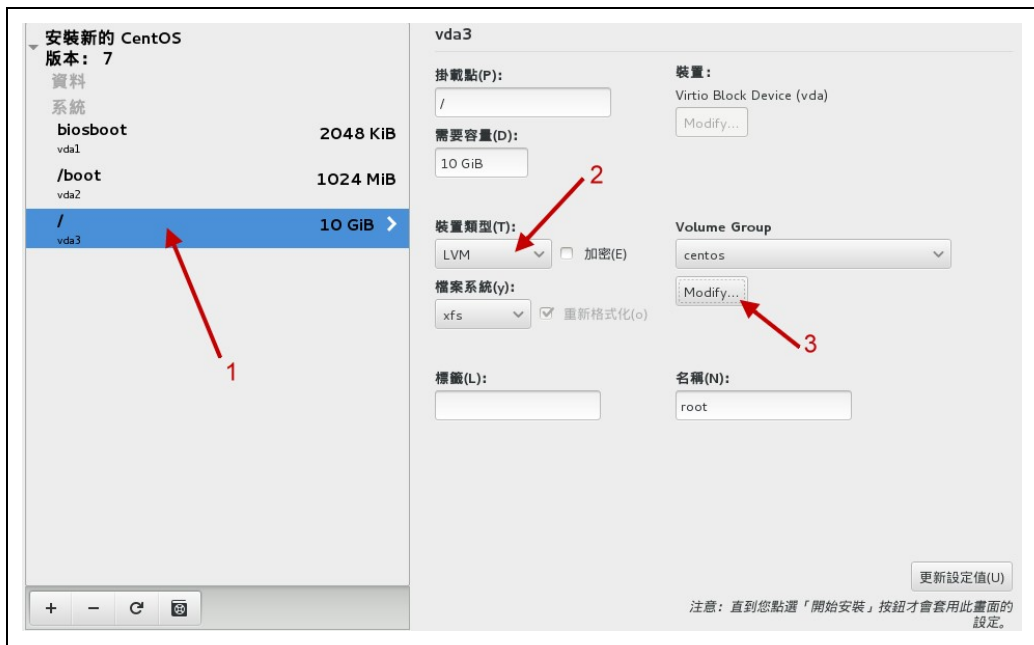 安裝新的 CentOS
版本： 7
資料
系統
biosboot
2048 KiB
vda1
/boot
1024 MiB
vda2
/
10 GiB
vda3
1
vda3
掛載點(P)：
/
裝置：
Virtio Block Device (vda)
Modify...
需要容量(D)：
10 GiB
2
裝置類型(T)：
LVM
加密(E)
Volume Group
centos
檔案系統(y)：
xfs
重新格式化(o)
Modify...
3
標籤(L)：
名稱(N)：
root
更新設定值(U)
注意：直到您點選「開始安裝」按鈕才會套用此畫面的
設定。